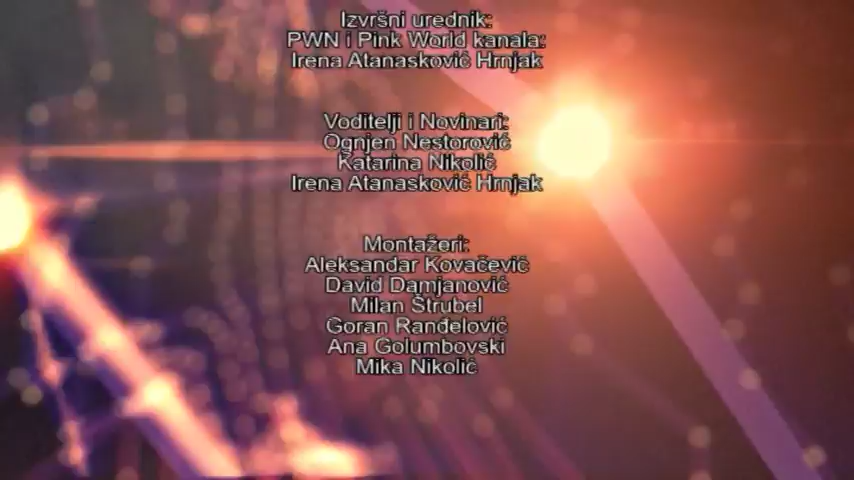 Izvršni urednik:
PWN i Pink World kanala:
Irena Atanasković Hrnjak
Voditelji i Novinari:
Ognjen Nestorović
Katarina Nikolić
Irena Atanasković Hrnjak
Montažeri:
Aleksandar Kovačević
David Damjanović
Milan Štrubel
Goran Ranđelović
Ana Golumbovski
Mika Nikolić